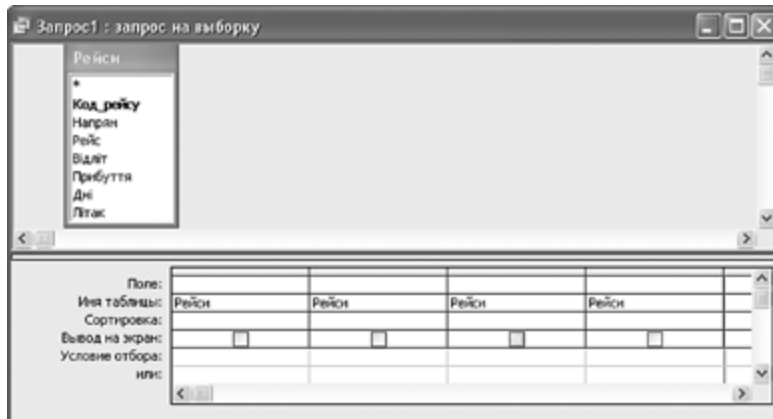 Запрос1 : запрос на выборку
Рейси
*
Код_рейсу
Напрям
Рейс
Відліт
Прибуття
Дні
Літак
Поле:
Имя таблицы: Рейси Рейси Рейси Рейси
Сортировка:
Вывод на экран:
Условие отбора:
или: